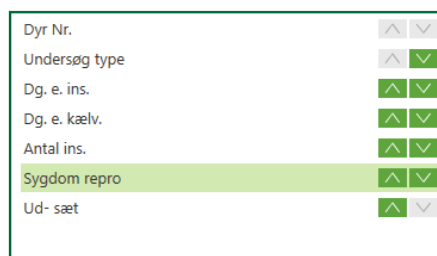 Dyr Nr.
Undersøg type
Dg. e. ins.
Dg. e. kælv.
Antal ins.
Sygdom repro
Ud- sæt